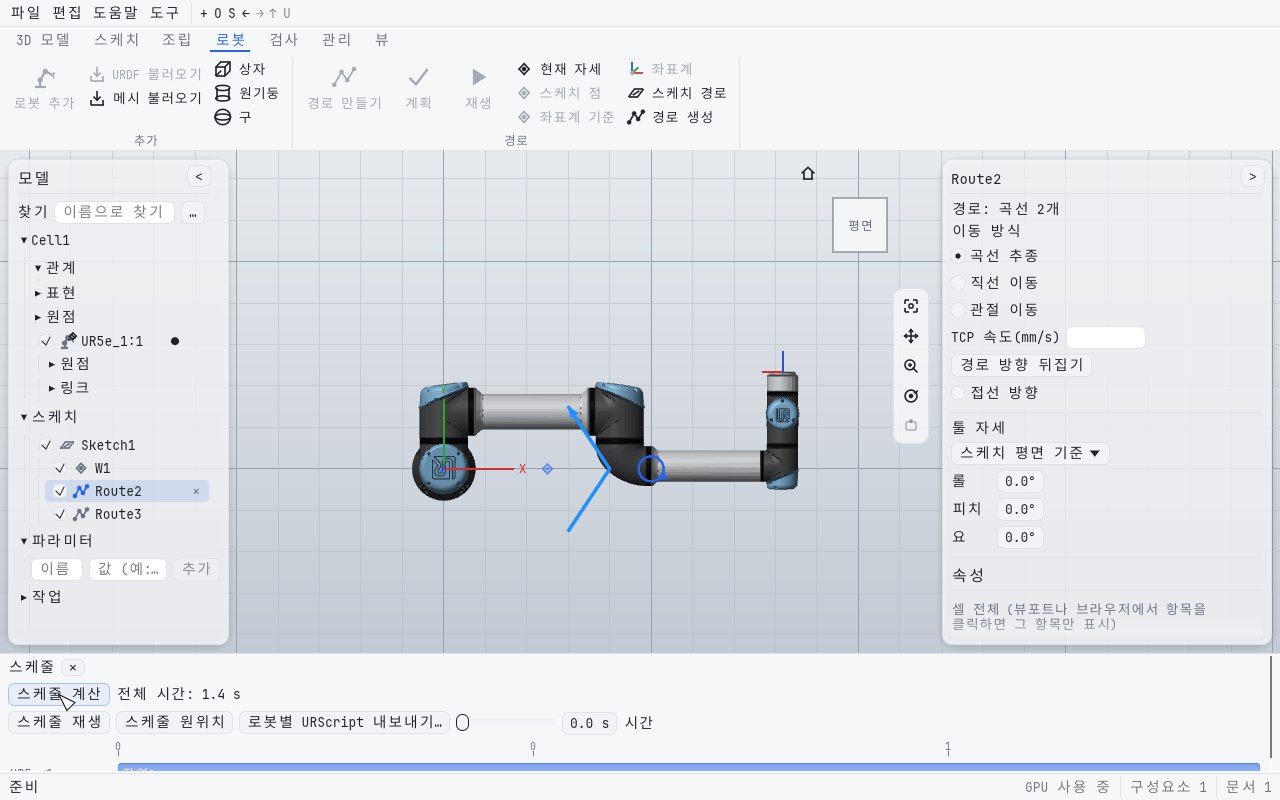 파일 편집 도움말 도구 + O S ← → ↑ U
3D 모델 스케치 조립 로봇 검사 관리 뷰
로봇 추가
URDF 불러오기
메시 불러오기
상자
원기둥
구
추가
경로 만들기
계획
재생
현재 자세
스케치 점
좌표계 기준
좌표계
스케치 경로
경로 생성
경로
모델 <
찾기 이름으로 찾기 …
▾ Cell1
▾ 관계
▸ 표현
▸ 원점
UR5e_1:1
▸ 원점
▸ 링크
▾ 스케치
Sketch1
W1
Route2 ×
Route3
▾ 파라미터
이름 값 (예:… 추가
▸ 작업
X
평면
Route2 >
경로: 곡선 2개
이동 방식
곡선 추종
직선 이동
관절 이동
TCP 속도(mm/s)
경로 방향 뒤집기
접선 방향
툴 자세
스케치 평면 기준
롤 0.0°
피치 0.0°
요 0.0°
속성
셀 전체 (뷰포트나 브라우저에서 항목을
클릭하면 그 항목만 표시)
스케줄 ×
스케줄 계산 전체 시간: 1.4 s
스케줄 재생 스케줄 원위치 로봇별 URScript 내보내기… 0.0 s 시간
0 0 1
준비 GPU 사용 중 구성요소 1 문서 1